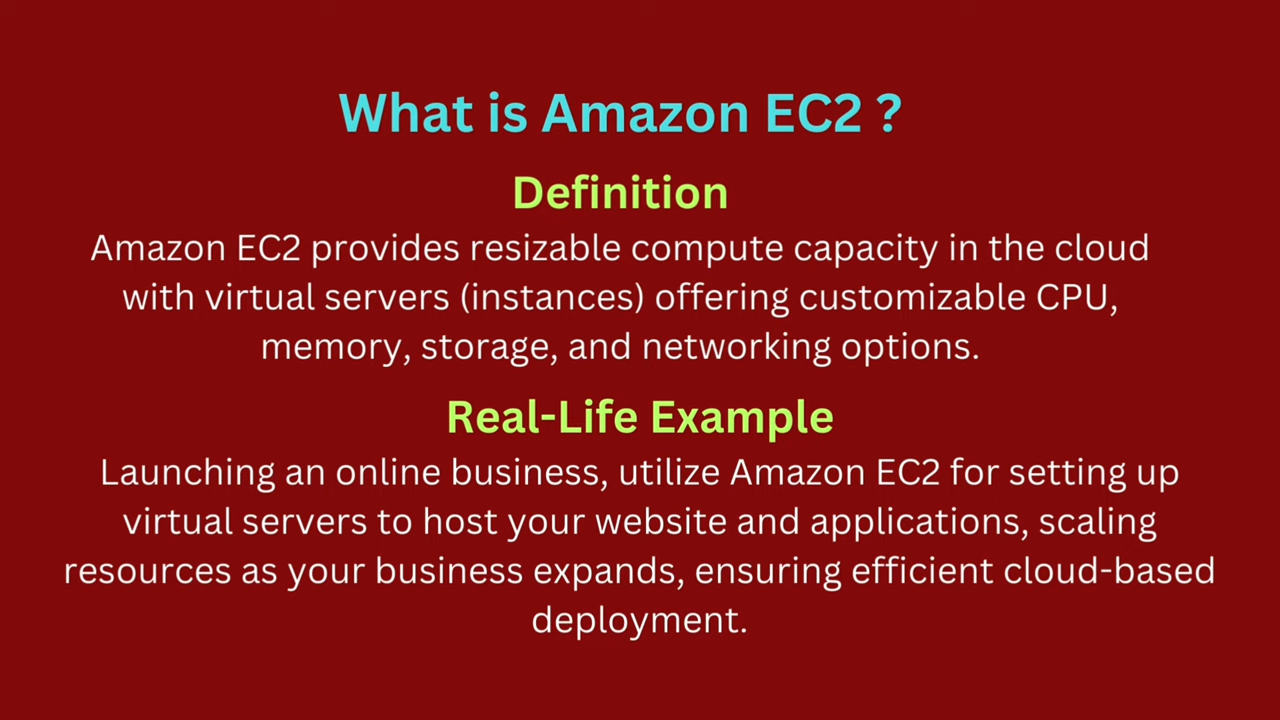 What is Amazon EC2 ?
Definition
Amazon EC2 provides resizable compute capacity in the cloud
with virtual servers (instances) offering customizable CPU,
memory, storage, and networking options.
Real-Life Example
Launching an online business, utilize Amazon EC2 for setting up
virtual servers to host your website and applications, scaling
resources as your business expands, ensuring efficient cloud-based
deployment.